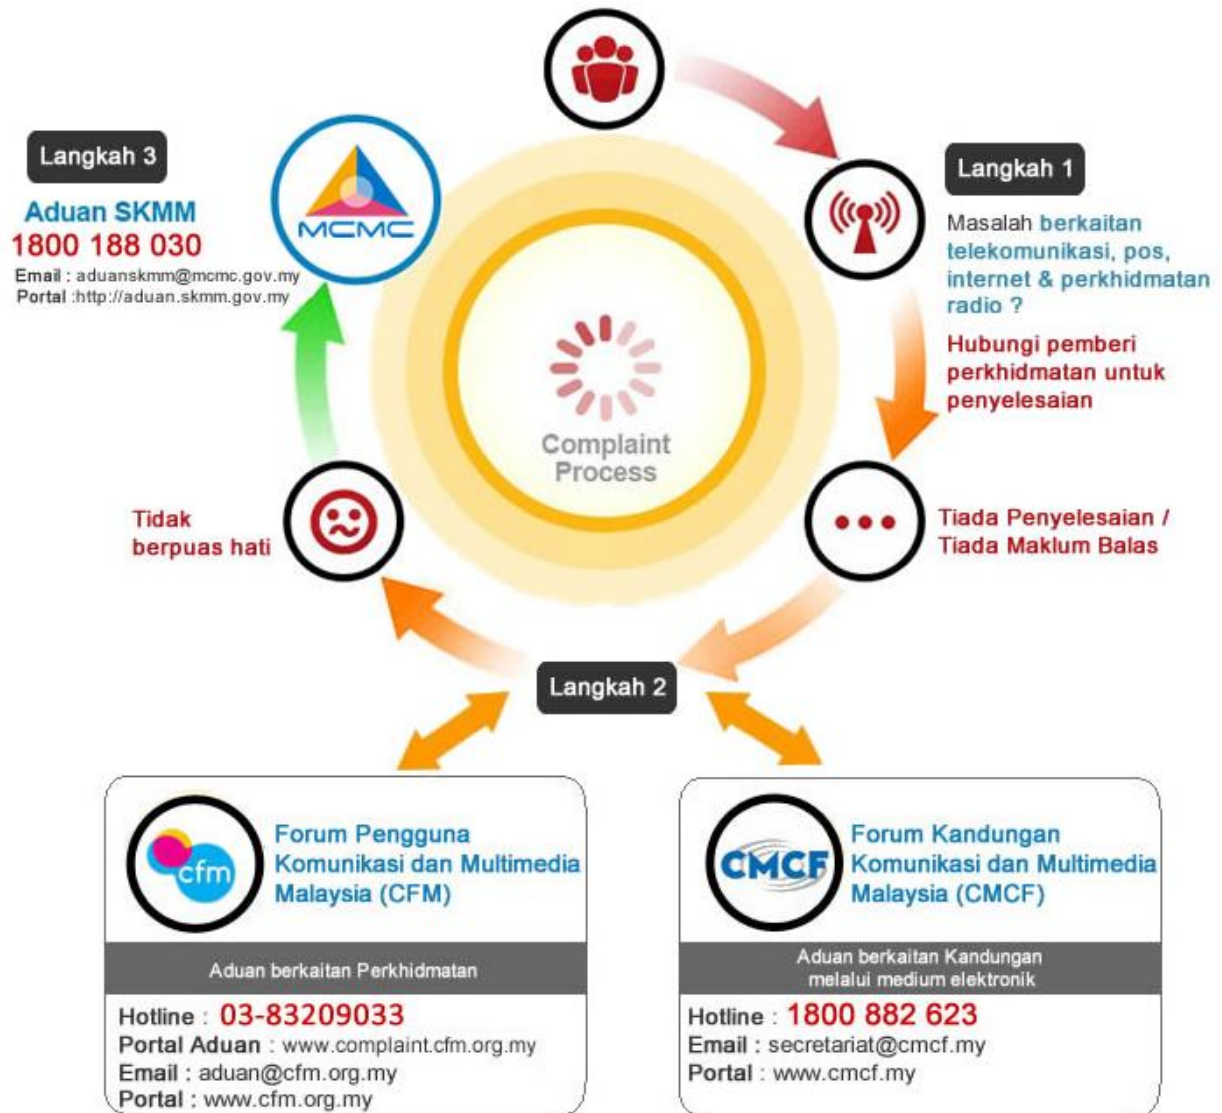 Langkah 3
Aduan SKMM
1800 188 030
Email : aduanskmm@mcmc.gov.my
Portal :http://aduan.skmm.gov.my
MCMC
Langkah 1
Masalah berkaitan
telekomunikasi, pos,
internet & perkhidmatan
radio ?
Hubungi pemberi
perkhidmatan untuk
penyelesaian
Complaint
Process
Tidak
berpuas hati
Tiada Penyelesaian /
Tiada Maklum Balas
Langkah 2
cfm
Forum Pengguna
Komunikasi dan Multimedia
Malaysia (CFM)
Aduan berkaitan Perkhidmatan
Hotline : 03-83209033
Portal Aduan : www.complaint.cfm.org.my
Email : aduan@cfm.org.my
Portal : www.cfm.org.my
CMCF
Forum Kandungan
Komunikasi dan Multimedia
Malaysia (CMCF)
Aduan berkaitan Kandungan
melalui medium elektronik
Hotline : 1800 882 623
Email : secretariat@cmcf.my
Portal : www.cmcf.my